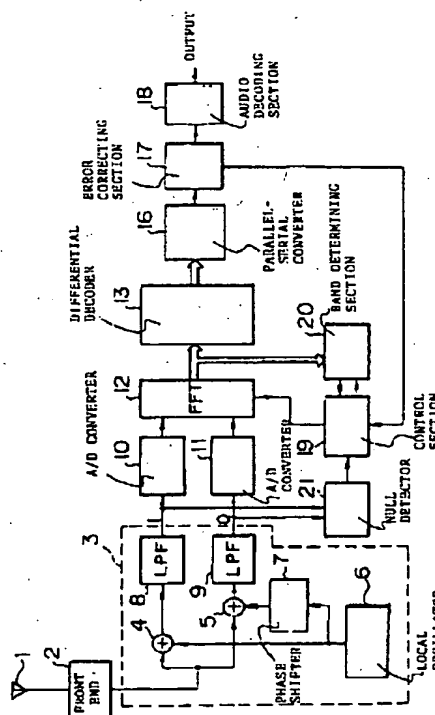 1
2
FRONT
END
3
4
5
LPF
8
LPF
9
7
PHASE
SHIFTER
6
LOCAL
I
Q
A/D CONVERTER
10
11
A/D
CONVERTER
12
FFT
DIFFERENTIAL
DECODER
13
16
PARALLEL-
SERIAL
CONVERTER
ERROR
CORRECTING
SECTION
17
18
AUDIO
DECODING
SECTION
OUTPUT
20
BAND DETERMINING
SECTION
19
CONTROL
SECTION
21
NULL
DETECTOR